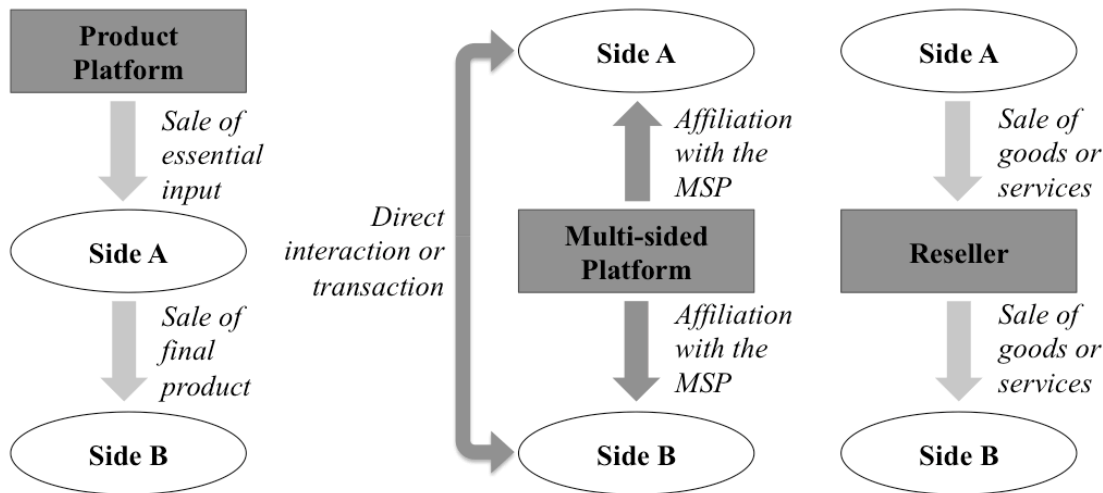 Product
Platform
Sale of
essential
input
Side A
Sale of
final
product
Side B
Direct
interaction or
transaction
Side A
Affiliation
with the
MSP
Multi-sided
Platform
Affiliation
with the
MSP
Side B
Side A
Sale of
goods or
services
Reseller
Sale of
goods or
services
Side B